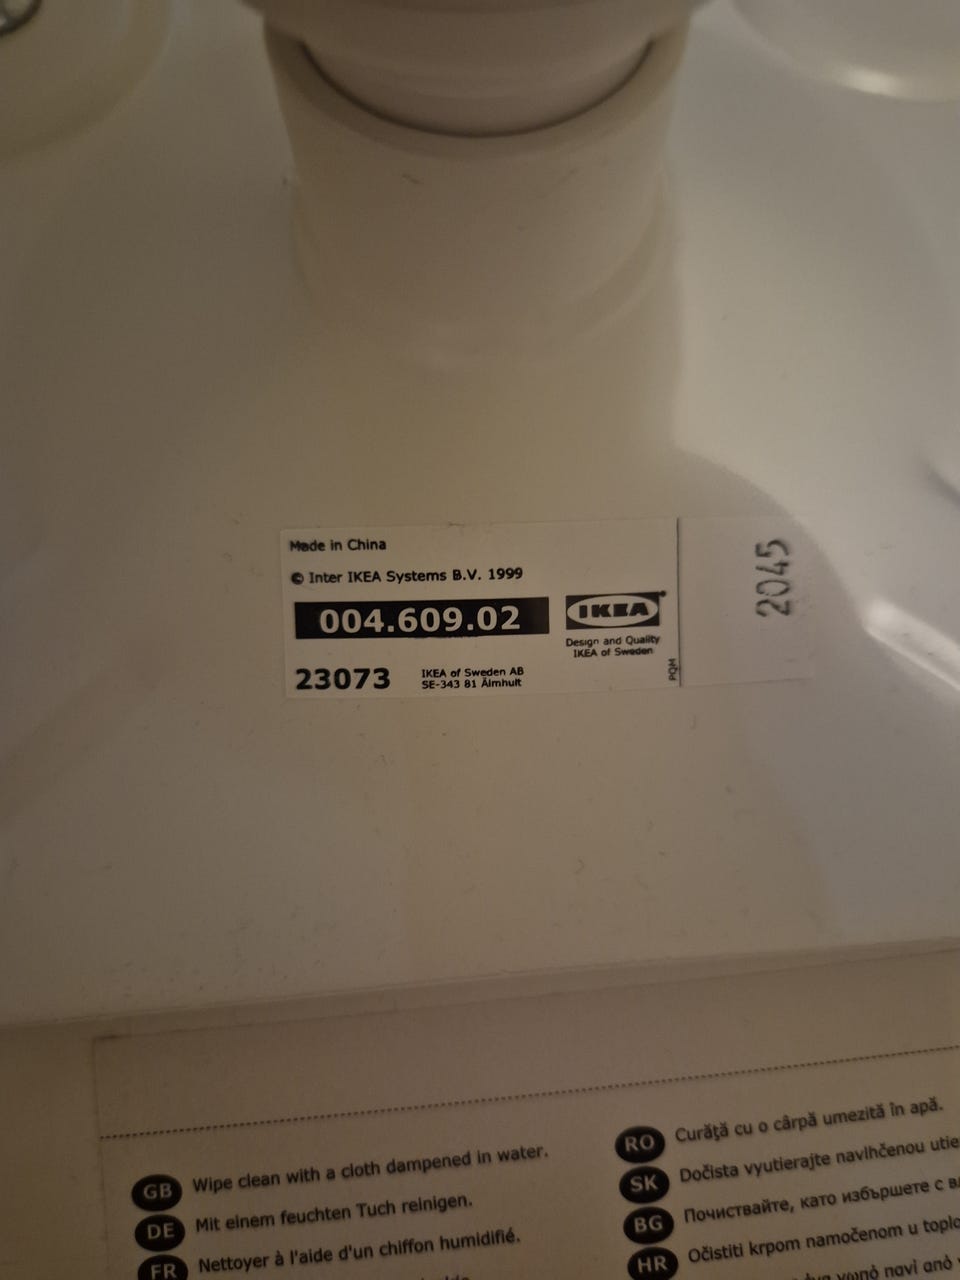 Made in China
© Inter IKEA Systems B.V. 1999
004.609.02
IKEA
Design and Quality
IKEA of Sweden
23073
IKEA of Sweden AB
SE-343 81 Älmhult
PQM
2045
GB Wipe clean with a cloth dampened in water.
DE Mit einem feuchten Tuch reinigen.
FR Nettoyer à l'aide d'un chiffon humidifié.
RO Curăţă cu o cârpă umezită în apă.
SK Dočista vyutierajte navlhčenou
BG Почиствайте, като избършете с
HR Očistiti krpom namočenom u
πανί από